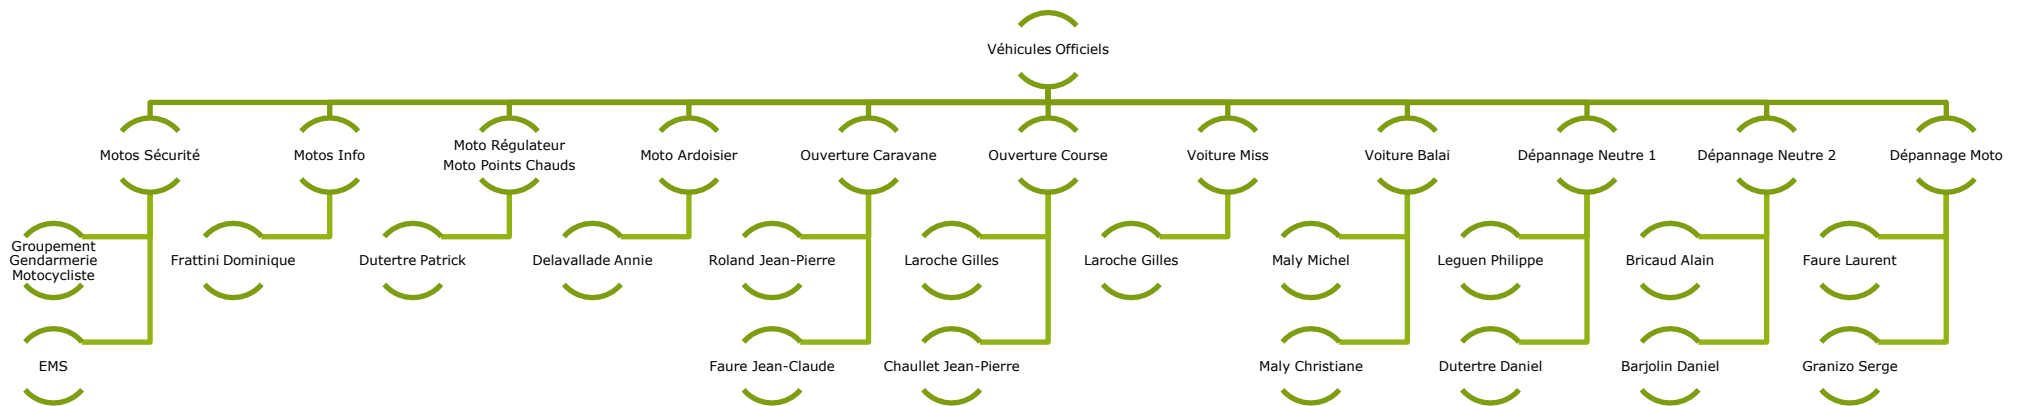 Véhicules Officiels
Motos Sécurité
Motos Info
Moto Régulateur
Moto Points Chauds
Moto Ardoisier
Ouverture Caravane
Ouverture Course
Voiture Miss
Voiture Balai
Dépannage Neutre 1
Dépannage Neutre 2
Dépannage Moto
Groupement
Gendarmerie
Motocycliste
Frattini Dominique
Dutertre Patrick
Delavallade Annie
Roland Jean-Pierre
Laroche Gilles
Laroche Gilles
Maly Michel
Leguen Philippe
Bricaud Alain
Faure Laurent
EMS
Faure Jean-Claude
Chaullet Jean-Pierre
Maly Christiane
Dutertre Daniel
Barjolin Daniel
Granizo Serge